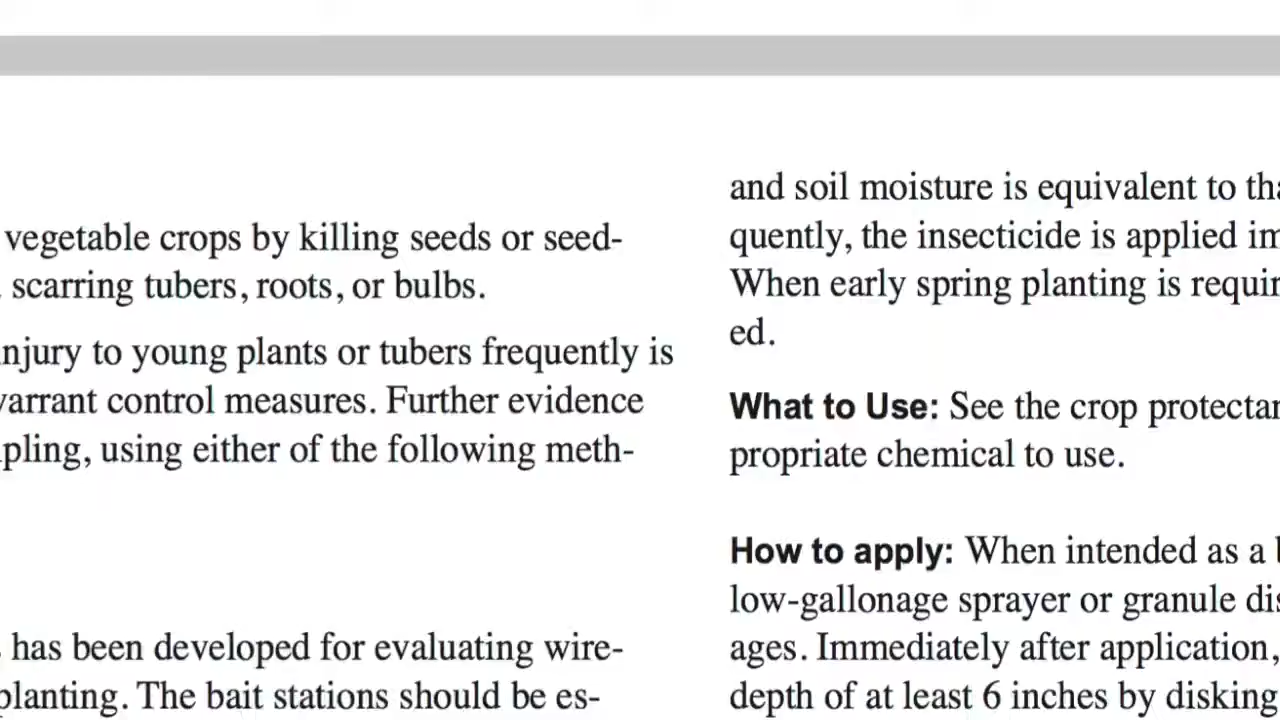 vegetable crops by killing seeds or seed-
scarring tubers, roots, or bulbs.
njury to young plants or tubers frequently is
warrant control measures. Further evidence
pling, using either of the following meth-
has been developed for evaluating wire-
planting. The bait stations should be es-
and soil moisture is equivalent to tha
quently, the insecticide is applied im
When early spring planting is requir
ed.
What to Use: See the crop protectan
propriate chemical to use.
How to apply: When intended as a
low-gallonage sprayer or granule dis
ages. Immediately after application,
depth of at least 6 inches by disking